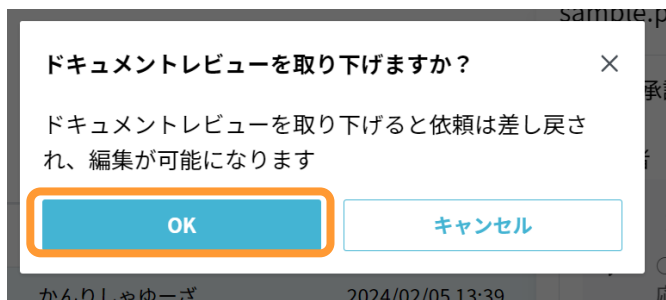 sample.p
ドキュメントレビューを取り下げますか？
ドキュメントレビューを取り下げると依頼は差し戻さ
れ、編集が可能になります
OK
キャンセル
かんりしゃゆーざ
2024/02/05 13:39